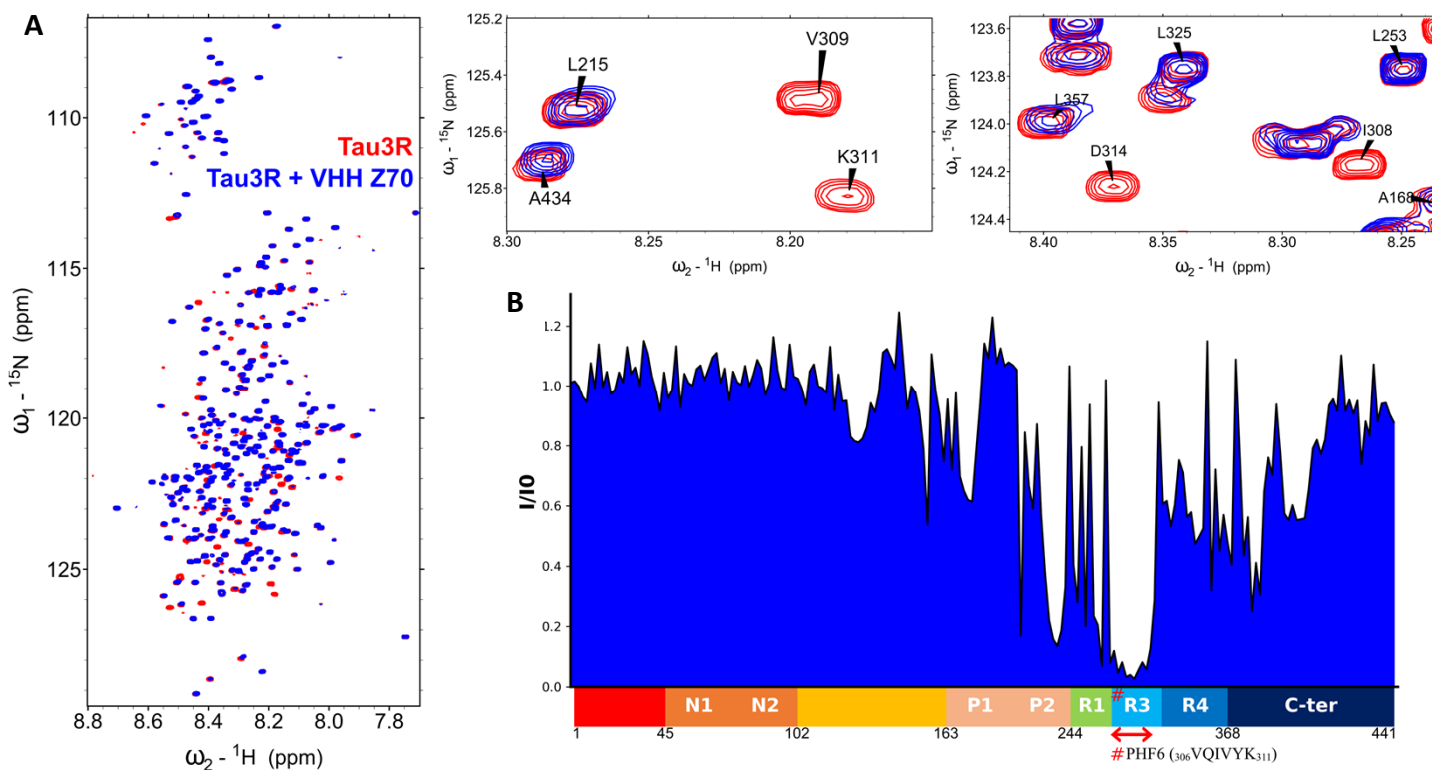 A
Tau3R
Tau3R + VHH Z70
110
115
120
125
8.8
8.6
8.4
8.2
8.0
7.8
ω₁ - ¹⁵N (ppm)
ω₂ - ¹H (ppm)
125.2
125.4
125.6
125.8
L215
V309
A434
K311
8.30
8.25
8.20
ω₁ - ¹⁵N (ppm)
ω₂ - ¹H (ppm)
123.6
123.8
124.0
124.2
124.4
L325
L253
L357
I308
D314
A168
8.40
8.35
8.30
8.25
ω₁ - ¹⁵N (ppm)
ω₂ - ¹H (ppm)
B
1.2
1.0
0.8
0.6
0.4
0.2
0.0
I/I0
#
N1 N2 P1 P2 R1 R3 R4 C-ter
1 45 102 163 244 368 441
#PHF6 (₃₀₆VQIVYK₃₁₁)